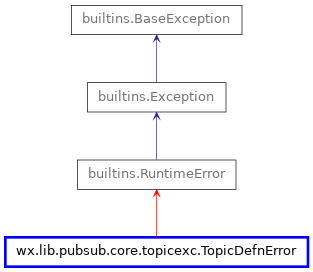 builtins.BaseException
builtins.Exception
builtins.RuntimeError
wx.lib.pubsub.core.topicexc.TopicDefnError